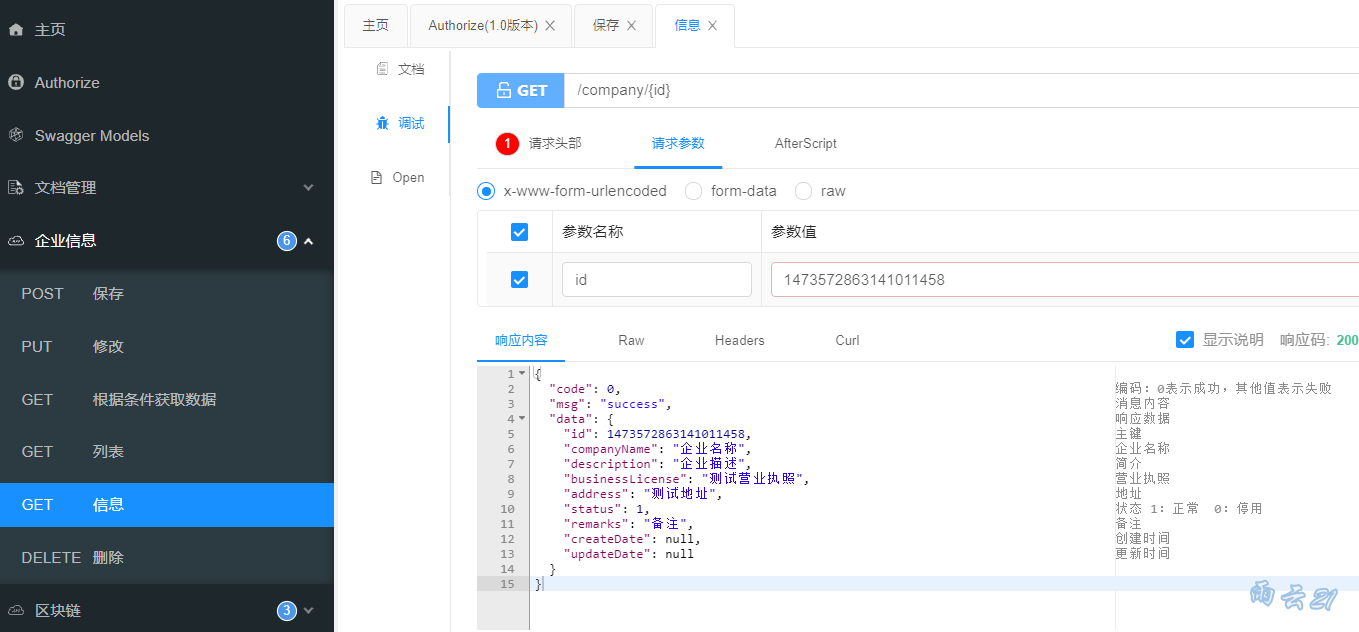 主页
Authorize
Swagger Models
文档管理
企业信息 6
POST 保存
PUT 修改
GET 根据条件获取数据
GET 列表
GET 信息
DELETE 删除
区块链 3
主页 Authorize(1.0版本) 保存 信息
文档
调试
Open
GET /company/{id}
1 请求头部 请求参数 AfterScript
x-www-form-urlencoded form-data raw
参数名称 参数值
id 1473572863141011458
响应内容 Raw Headers Curl 显示说明 响应码: 200
1 {
2 "code": 0, 编码: 0表示成功，其他值表示失败
3 "msg": "success", 消息内容
4 "data": { 响应数据
5 "id": 1473572863141011458, 主键
6 "companyName": "企业名称", 企业名称
7 "description": "企业描述", 简介
8 "businessLicense": "测试营业执照", 营业执照
9 "address": "测试地址", 地址
10 "status": 1, 状态 1: 正常 0: 停用
11 "remarks": "备注", 备注
12 "createDate": null, 创建时间
13 "updateDate": null 更新时间
14 }
15 }
雨云21